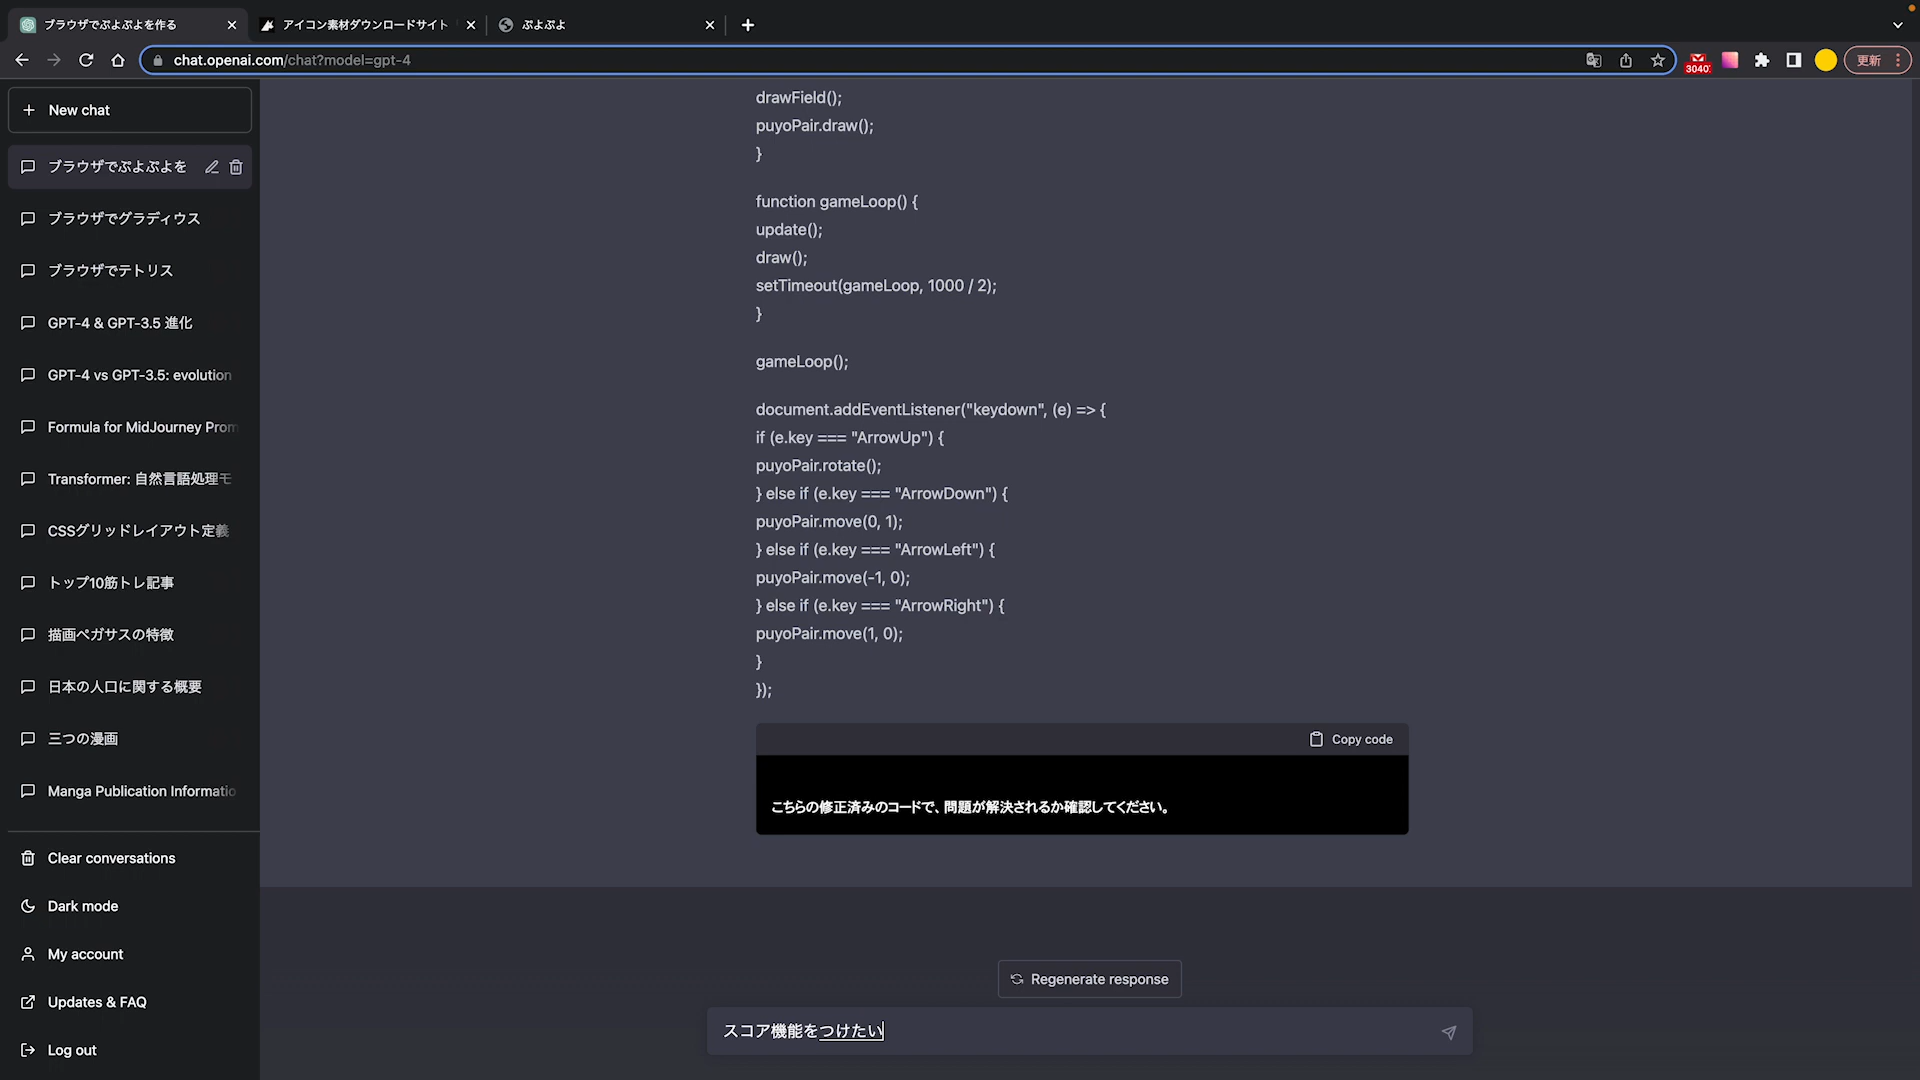 ブラウザでぷよぷよを作る
アイコン素材ダウンロードサイト
ぷよぷよ
chat.openai.com/chat?model=gpt-4
3040
更新
New chat
ブラウザでぷよぷよを
ブラウザでグラディウス
ブラウザでテトリス
GPT-4 & GPT-3.5 進化
GPT-4 vs GPT-3.5: evolution
Formula for MidJourney Prom
Transformer: 自然言語処理モ
CSSグリッドレイアウト定義
トップ10筋トレ記事
描画ペガサスの特徴
日本の人口に関する概要
三つの漫画
Manga Publication Informatio
Clear conversations
Dark mode
My account
Updates & FAQ
Log out
drawField();
puyoPair.draw();
}
function gameLoop() {
update();
draw();
setTimeout(gameLoop, 1000 / 2);
}
gameLoop();
document.addEventListener("keydown", (e) => {
if (e.key === "ArrowUp") {
puyoPair.rotate();
} else if (e.key === "ArrowDown") {
puyoPair.move(0, 1);
} else if (e.key === "ArrowLeft") {
puyoPair.move(-1, 0);
} else if (e.key === "ArrowRight") {
puyoPair.move(1, 0);
}
});
Copy code
こちらの修正済みのコードで、問題が解決されるか確認してください。
Regenerate response
スコア機能をつけたい